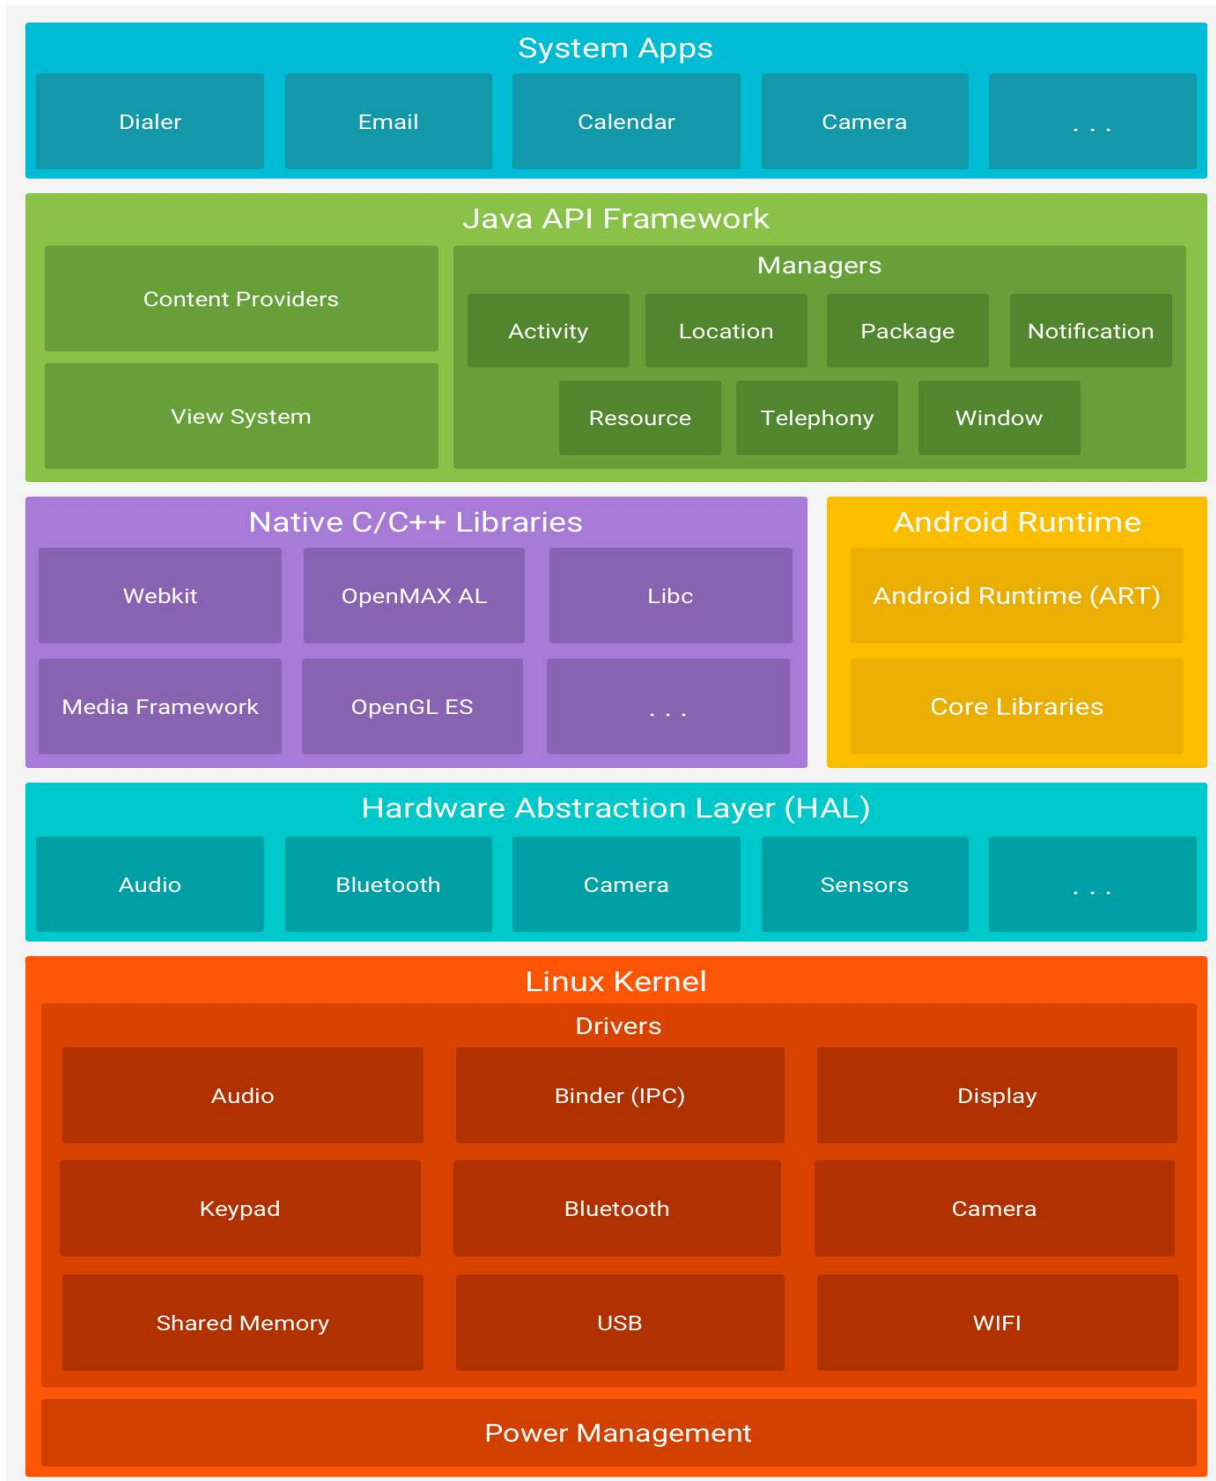 System Apps
Dialer Email Calendar Camera . . .
Java API Framework
Content Providers
View System
Managers
Activity Location Package Notification
Resource Telephony Window
Native C/C++ Libraries
Webkit OpenMAX AL Libc
Media Framework OpenGL ES . . .
Android Runtime
Android Runtime (ART)
Core Libraries
Hardware Abstraction Layer (HAL)
Audio Bluetooth Camera Sensors . . .
Linux Kernel
Drivers
Audio Binder (IPC) Display
Keypad Bluetooth Camera
Shared Memory USB WIFI
Power Management